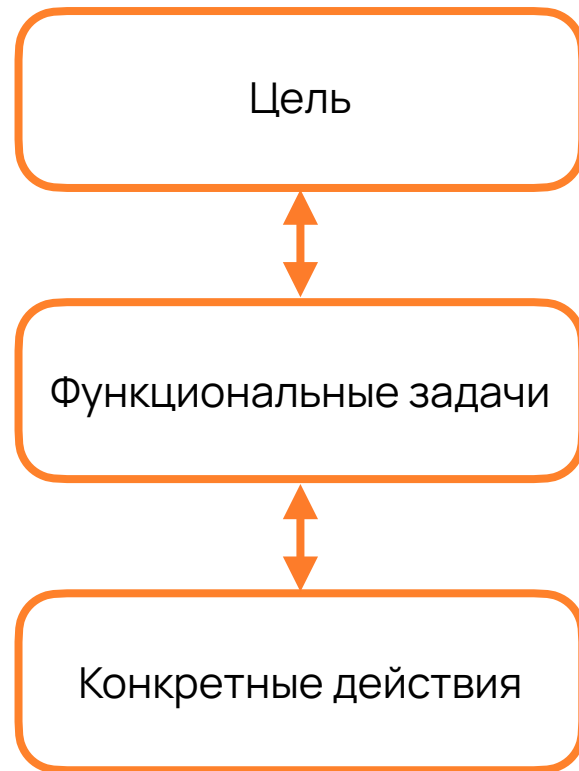 Цель
Функциональные задачи
Конкретные действия